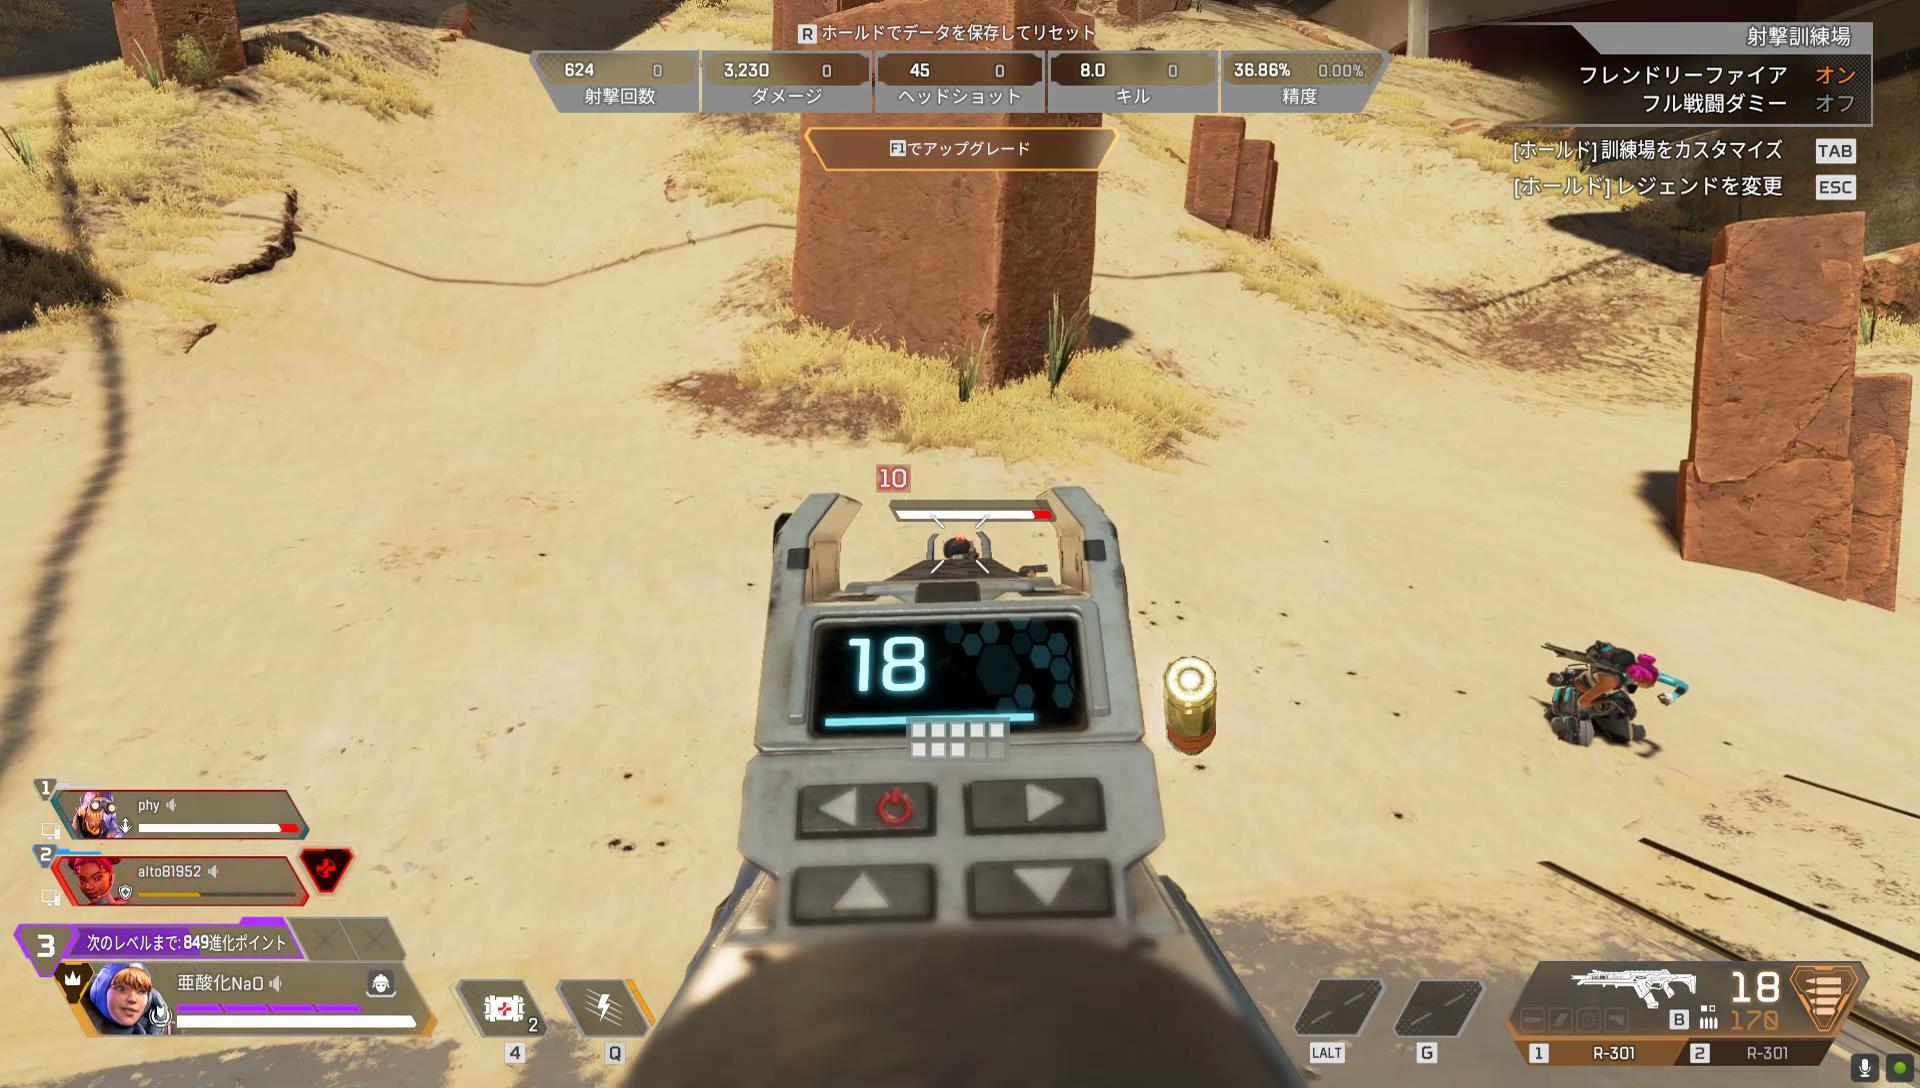 R ホールドでデータを保存してリセット
624 0 3,230 0 45 0 8.0 0 36.86% 0.00%
射撃回数 ダメージ ヘッドショット キル 精度
F1でアップグレード
射撃訓練場
フレンドリーファイア オン
フル戦闘ダミー オフ
[ホールド]訓練場をカスタマイズ TAB
[ホールド]レジェンドを変更 ESC
10
18
1 phy
2 alto81952
3 次のレベルまで:849進化ポイント
亜酸化NaO
2
4 Q
LALT G
18
B 170
1 R-301 2 R-301